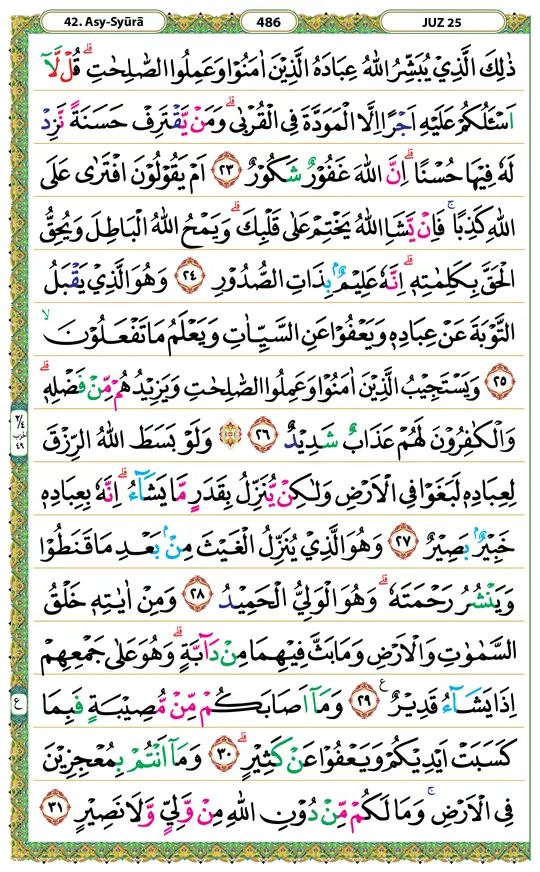 42. Asy-Syūrā 486 JUZ 25
ذٰلِكَ الَّذِيْ يُبَشِّرُ اللّٰهُ عِبَادَهُ الَّذِيْنَ اٰمَنُوْا وَعَمِلُوا الصّٰلِحٰتِۗ قُلْ لَّآ
اَسْـَٔلُكُمْ عَلَيْهِ اَجْرًا اِلَّا الْمَوَدَّةَ فِى الْقُرْبٰىۗ وَمَنْ يَّقْتَرِفْ حَسَنَةً نَّزِدْ
لَهٗ فِيْهَا حُسْنًاۗ اِنَّ اللّٰهَ غَفُوْرٌ شَكُوْرٌ ٢٣ اَمْ يَقُوْلُوْنَ افْتَرٰى عَلَى
اللّٰهِ كَذِبًاۚ فَاِنْ يَّشَاِ اللّٰهُ يَخْتِمْ عَلٰى قَلْبِكَۗ وَيَمْحُ اللّٰهُ الْبَاطِلَ وَيُحِقُّ
الْحَقَّ بِكَلِمٰتِهٖۗ اِنَّهٗ عَلِيْمٌۢ بِذَاتِ الصُّدُوْرِ ٢٤ وَهُوَ الَّذِيْ يَقْبَلُ
التَّوْبَةَ عَنْ عِبَادِهٖ وَيَعْفُوْا عَنِ السَّيِّاٰتِ وَيَعْلَمُ مَا تَفْعَلُوْنَۙ
٢٥ وَيَسْتَجِيْبُ الَّذِيْنَ اٰمَنُوْا وَعَمِلُوا الصّٰلِحٰتِ وَيَزِيْدُهُمْ مِّنْ فَضْلِهٖۗ
وَالْكٰفِرُوْنَ لَهُمْ عَذَابٌ شَدِيْدٌ ٢٦ ۞ وَلَوْ بَسَطَ اللّٰهُ الرِّزْقَ
لِعِبَادِهٖ لَبَغَوْا فِى الْاَرْضِ وَلٰكِنْ يُّنَزِّلُ بِقَدَرٍ مَّا يَشَاۤءُۗ اِنَّهٗ بِعِبَادِهٖ
خَبِيْرٌۢ بَصِيْرٌ ٢٧ وَهُوَ الَّذِيْ يُنَزِّلُ الْغَيْثَ مِنْۢ بَعْدِ مَا قَنَطُوْا
وَيَنْشُرُ رَحْمَتَهٗۗ وَهُوَ الْوَلِيُّ الْحَمِيْدُ ٢٨ وَمِنْ اٰيٰتِهٖ خَلْقُ
السَّمٰوٰتِ وَالْاَرْضِ وَمَا بَثَّ فِيْهِمَا مِنْ دَاۤبَّةٍۗ وَهُوَ عَلٰى جَمْعِهِمْ
اِذَا يَشَاۤءُ قَدِيْرٌ ࣖ ٢٩ وَمَآ اَصَابَكُمْ مِّنْ مُّصِيْبَةٍ فَبِمَا
كَسَبَتْ اَيْدِيْكُمْ وَيَعْفُوْا عَنْ كَثِيْرٍۗ ٣٠ وَمَآ اَنْتُمْ بِمُعْجِزِيْنَ
فِى الْاَرْضِۚ وَمَا لَكُمْ مِّنْ دُوْنِ اللّٰهِ مِنْ وَّلِيٍّ وَّلَا نَصِيْرٍ ٣١
٢/٤
حزب
٤٩
ع